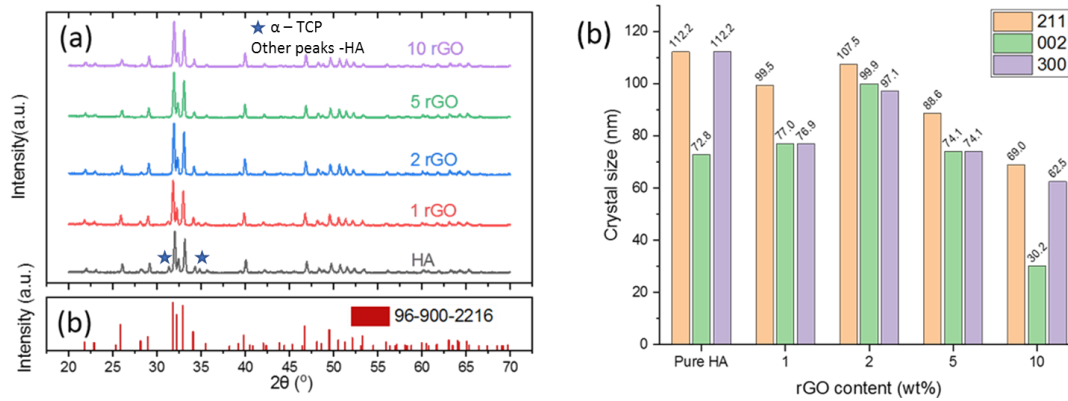 (a)
α – TCP
Other peaks -HA
10 rGO
5 rGO
2 rGO
1 rGO
HA
Intensity(a.u.)
(b)
96-900-2216
Intensity (a.u.)
20 25 30 35 40 45 50 55 60 65 70
2θ (°)
(b)
211
002
300
Crystal size (nm)
120
100
80
60
40
20
0
112.2 72.8 112.2
99.5 77.0 76.9
107.5 99.9 97.1
88.6 74.1 74.1
69.0 30.2 62.5
Pure HA 1 2 5 10
rGO content (wt%)